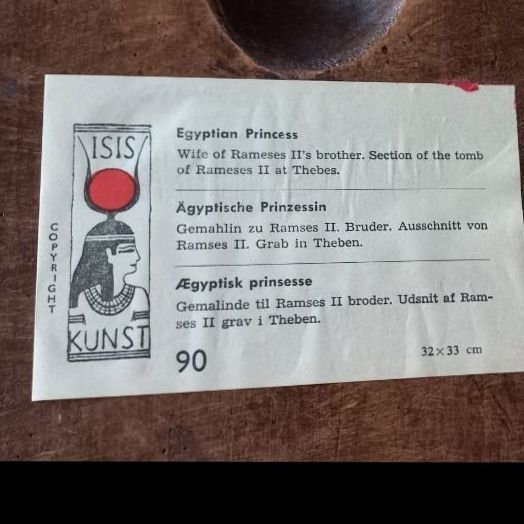 ISIS
COPYRIGHT
KUNST
Egyptian Princess
Wife of Rameses II's brother. Section of the tomb
of Rameses II at Thebes.
Ägyptische Prinzessin
Gemahlin zu Ramses II. Bruder. Ausschnitt von
Ramses II. Grab in Theben.
Ægyptisk prinsesse
Gemalinde til Ramses II broder. Udsnit af Ram-
ses II grav i Theben.
90
32×33 cm